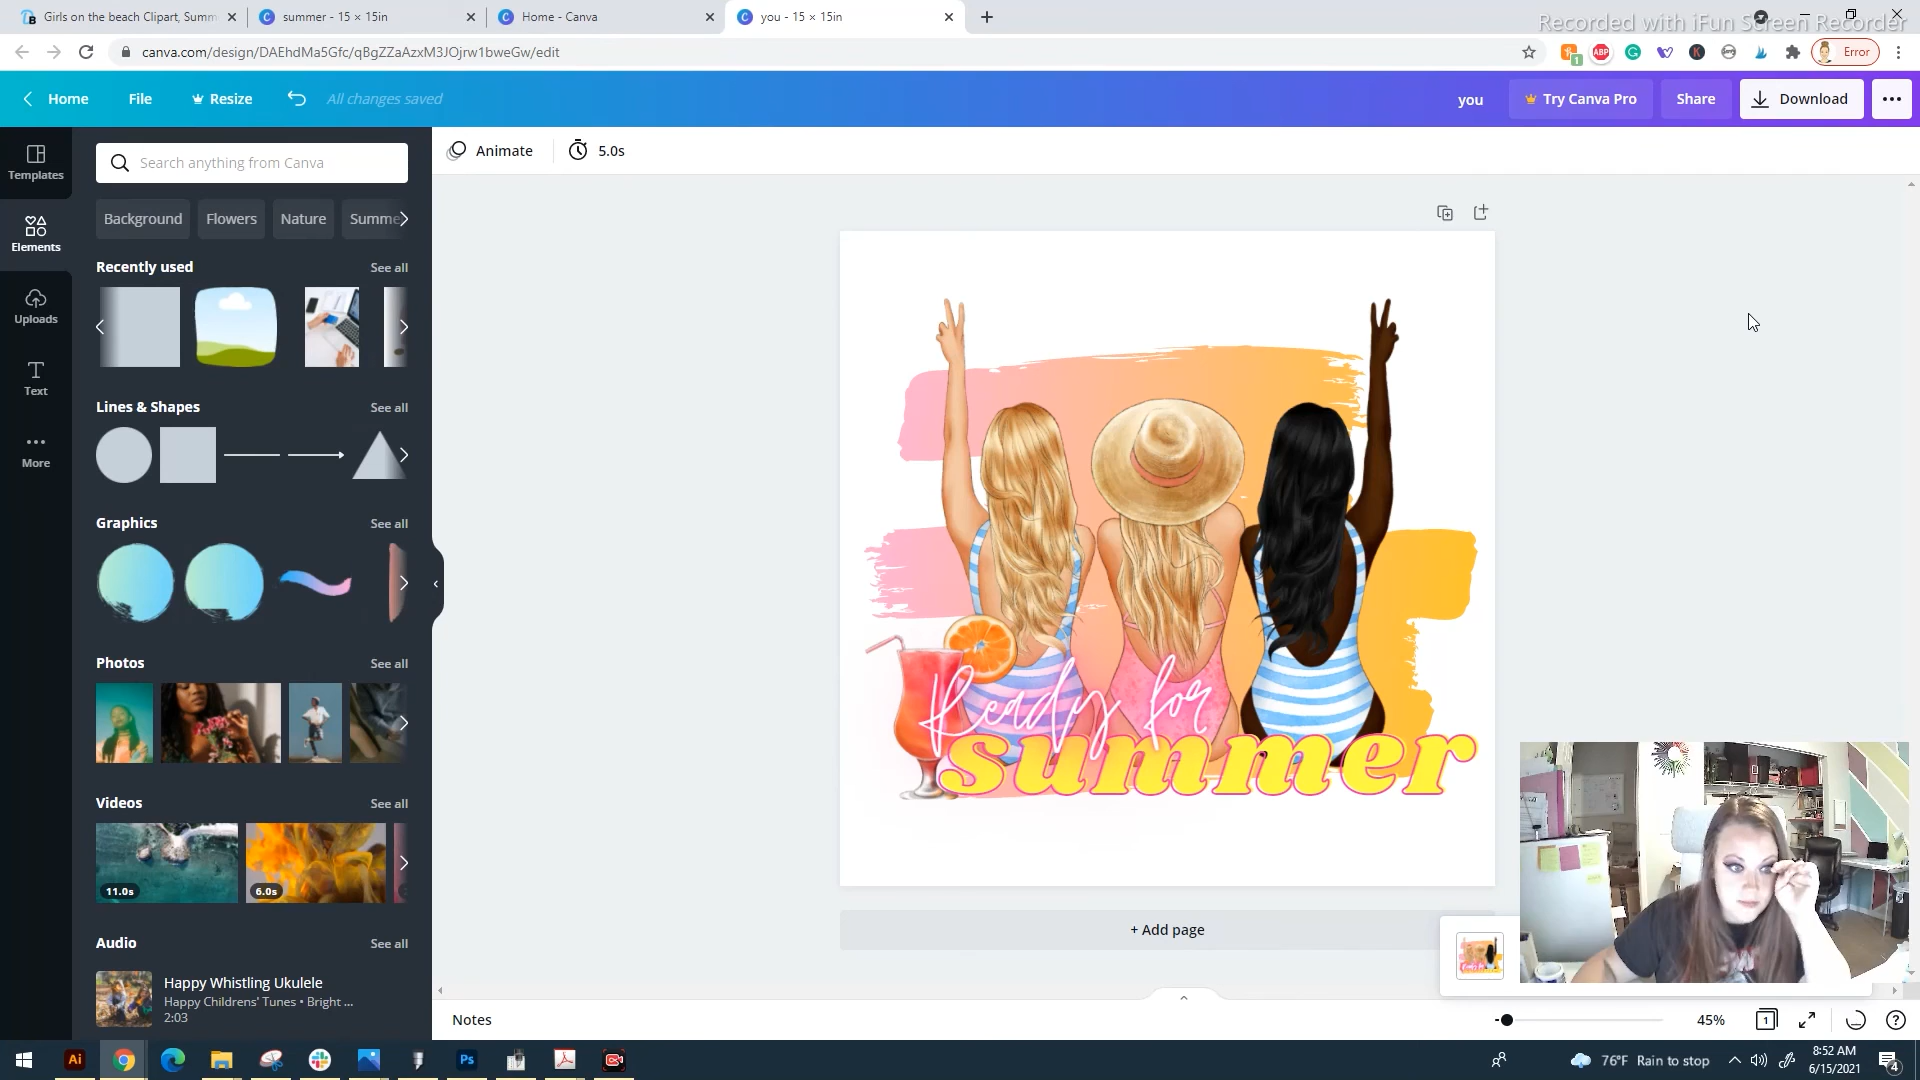 Girls on the beach Clipart, Summ
summer - 15 × 15in
Home - Canva
you - 15 × 15in
Recorded with iFun Screen Recorder
canva.com/design/DAEhdMa5Gfc/qBgZZaAzxM3JOjrw1bweGw/edit
ABP
1
Error
Home
File
Resize
All changes saved
you
Try Canva Pro
Share
Download
Templates
Elements
Uploads
Text
More
Search anything from Canva
Animate
5.0s
Background
Flowers
Nature
Summe
Recently used
See all
Lines & Shapes
See all
Graphics
See all
Photos
See all
Videos
See all
11.0s
6.0s
Audio
See all
Happy Whistling Ukulele
Happy Childrens' Tunes • Bright ...
2:03
Ready for
summer
+ Add page
Notes
45%
1
Ai
Ps
76°F Rain to stop
8:52 AM
6/15/2021
4